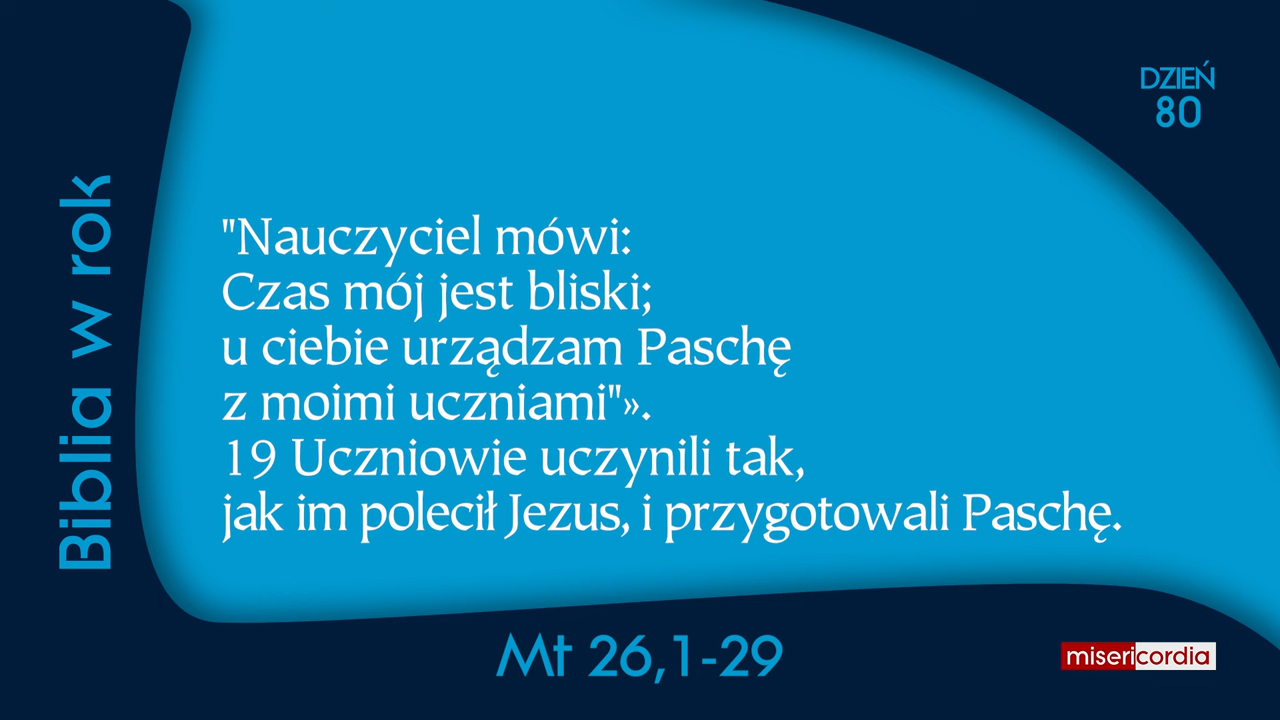 DZIEŃ
80
Biblia w rok
"Nauczyciel mówi:
Czas mój jest bliski;
u ciebie urządzam Paschę
z moimi uczniami"».
19 Uczniowie uczynili tak,
jak im polecił Jezus, i przygotowali Paschę.
Mt 26,1-29
misericordia